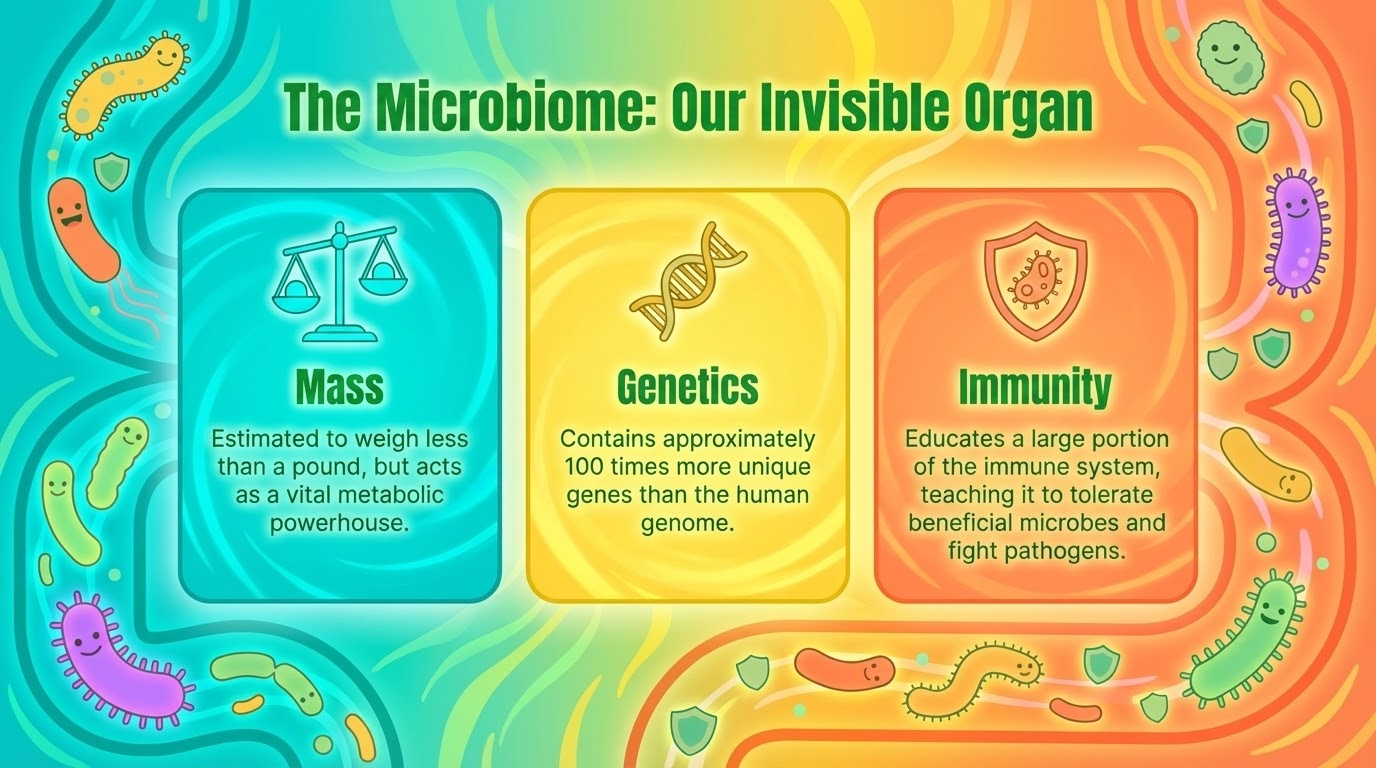 The Microbiome: Our Invisible Organ
Mass
Estimated to weigh less
than a pound, but acts
as a vital metabolic
powerhouse.
Genetics
Contains approximately
100 times more unique
genes than the human
genome.
Immunity
Educates a large portion
of the immune system,
teaching it to tolerate
beneficial microbes and
fight pathogens.